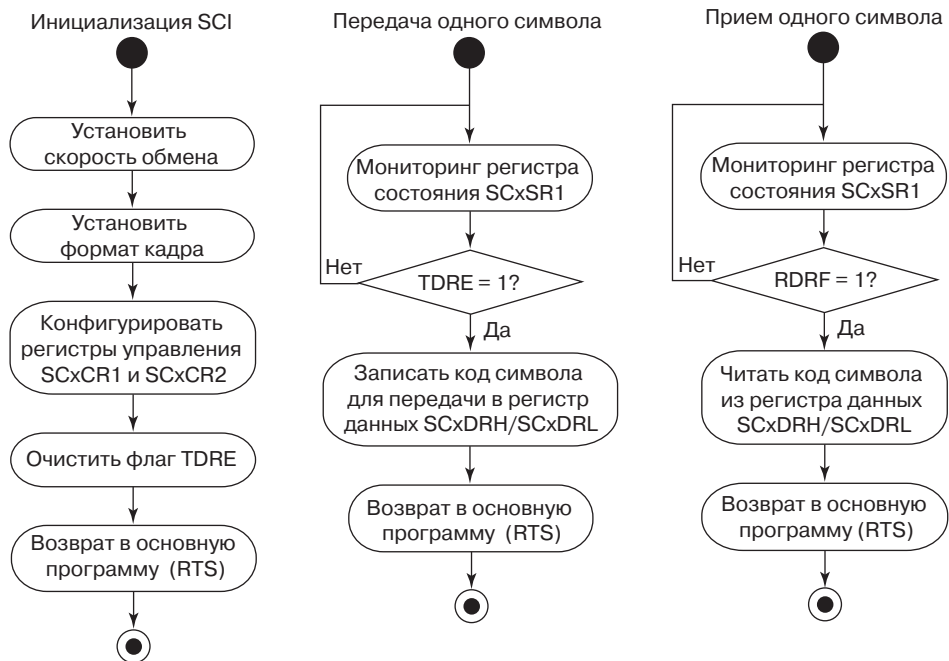 Инициализация SCI
Установить
скорость обмена
Установить
формат кадра
Конфигурировать
регистры управления
SCxCR1 и SCxCR2
Очистить флаг TDRE
Возврат в основную
программу (RTS)
Передача одного символа
Мониторинг регистра
состояния SCxSR1
Нет
TDRE = 1?
Да
Записать код символа
для передачи в регистр
данных SCxDRH/SCxDRL
Возврат в основную
программу (RTS)
Прием одного символа
Мониторинг регистра
состояния SCxSR1
Нет
RDRF = 1?
Да
Читать код символа
из регистра данных
SCxDRH/SCxDRL
Возврат в основную
программу (RTS)